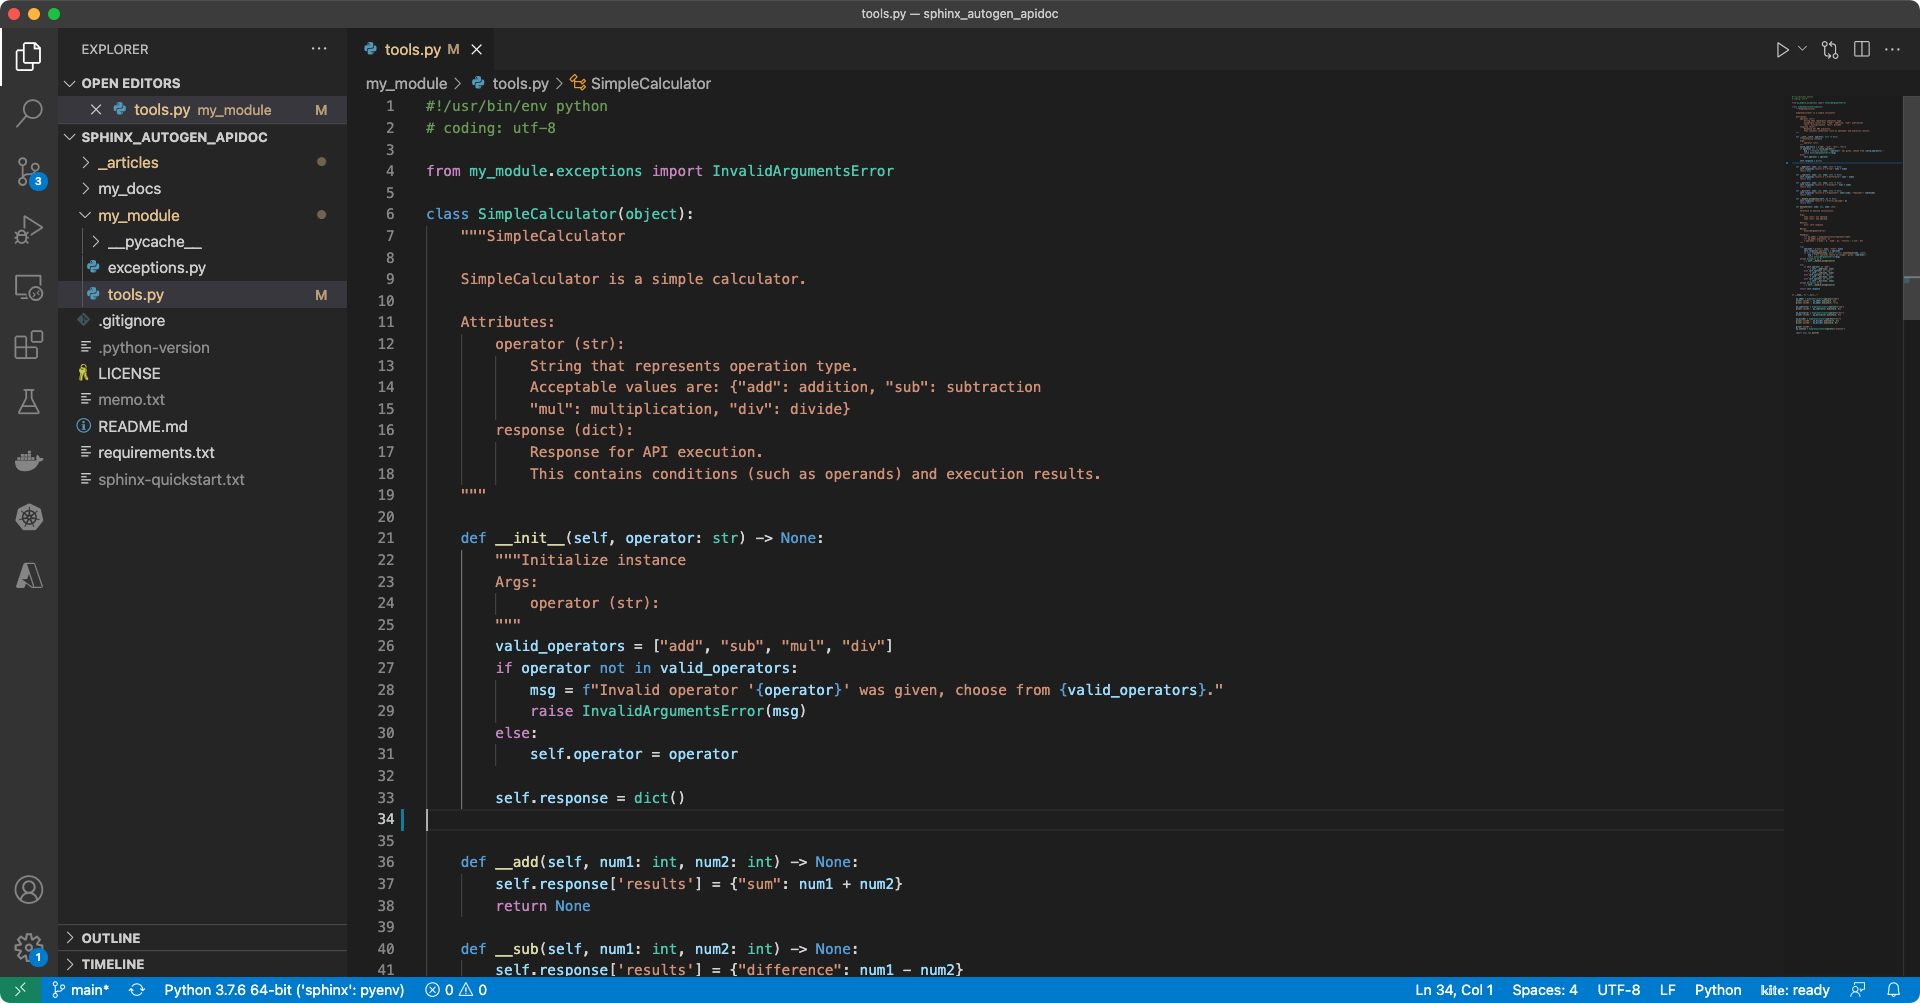 tools.py — sphinx_autogen_apidoc
EXPLORER
OPEN EDITORS
tools.py my_module M
SPHINX_AUTOGEN_APIDOC
_articles
my_docs
my_module
__pycache__
exceptions.py
tools.py M
.gitignore
.python-version
LICENSE
memo.txt
README.md
requirements.txt
sphinx-quickstart.txt
OUTLINE
TIMELINE
3
1
tools.py M
my_module > tools.py > SimpleCalculator
1 #!/usr/bin/env python
2 # coding: utf-8
3
4 from my_module.exceptions import InvalidArgumentsError
5
6 class SimpleCalculator(object):
7     """SimpleCalculator
8
9     SimpleCalculator is a simple calculator.
10
11     Attributes:
12         operator (str):
13             String that represents operation type.
14             Acceptable values are: {"add": addition, "sub": subtraction
15             "mul": multiplication, "div": divide}
16         response (dict):
17             Response for API execution.
18             This contains conditions (such as operands) and execution results.
19     """
20
21     def __init__(self, operator: str) -> None:
22         """Initialize instance
23         Args:
24             operator (str):
25         """
26         valid_operators = ["add", "sub", "mul", "div"]
27         if operator not in valid_operators:
28             msg = f"Invalid operator '{operator}' was given, choose from {valid_operators}."
29             raise InvalidArgumentsError(msg)
30         else:
31             self.operator = operator
32
33         self.response = dict()
34
35
36     def __add(self, num1: int, num2: int) -> None:
37         self.response['results'] = {"sum": num1 + num2}
38         return None
39
40     def __sub(self, num1: int, num2: int) -> None:
41         self.response['results'] = {"difference": num1 - num2}
main* Python 3.7.6 64-bit ('sphinx': pyenv) 0 0 Ln 34, Col 1 Spaces: 4 UTF-8 LF Python kite: ready